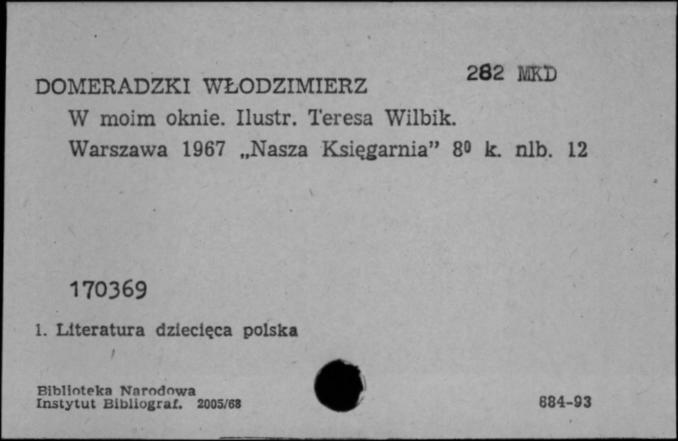 282 MKD
DOMERADZKI WŁODZIMIERZ
W moim oknie. Ilustr. Teresa Wilbik.
Warszawa 1967 „Nasza Księgarnia” 8⁰ k. nlb. 12
170369
1. Literatura dziecięca polska
Biblioteka Narodowa
Instytut Bibliograf. 2005/68
684-93